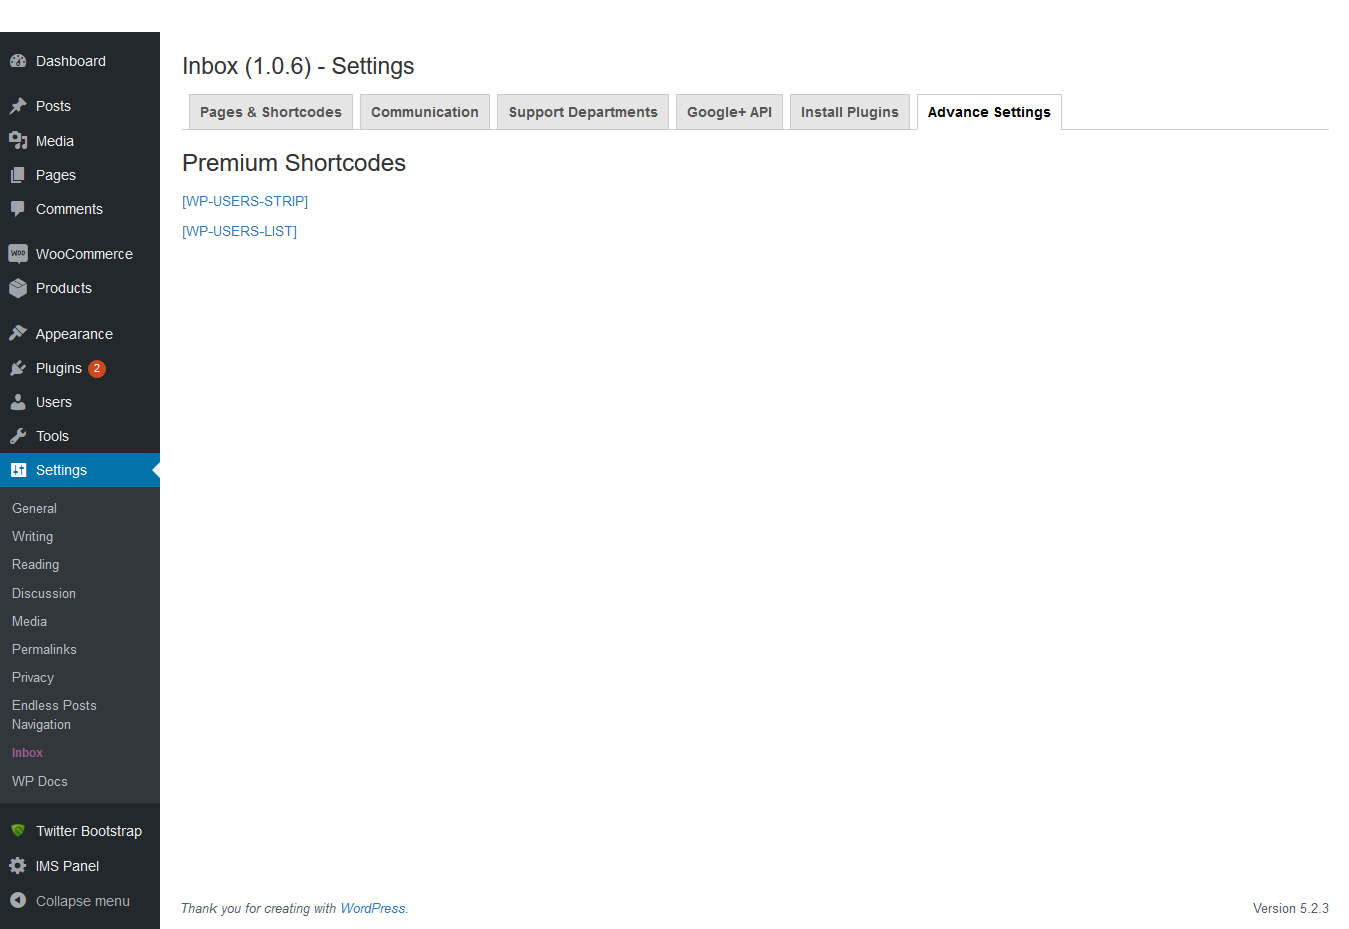 Dashboard
Posts
Media
Pages
Comments
Woo WooCommerce
Products
Appearance
Plugins 2
Users
Tools
Settings
General
Writing
Reading
Discussion
Media
Permalinks
Privacy
Endless Posts
Navigation
Inbox
WP Docs
Twitter Bootstrap
IMS Panel
Collapse menu
Inbox (1.0.6) - Settings
Pages & Shortcodes Communication Support Departments Google+ API Install Plugins Advance Settings
Premium Shortcodes
[WP-USERS-STRIP]
[WP-USERS-LIST]
Thank you for creating with WordPress. Version 5.2.3